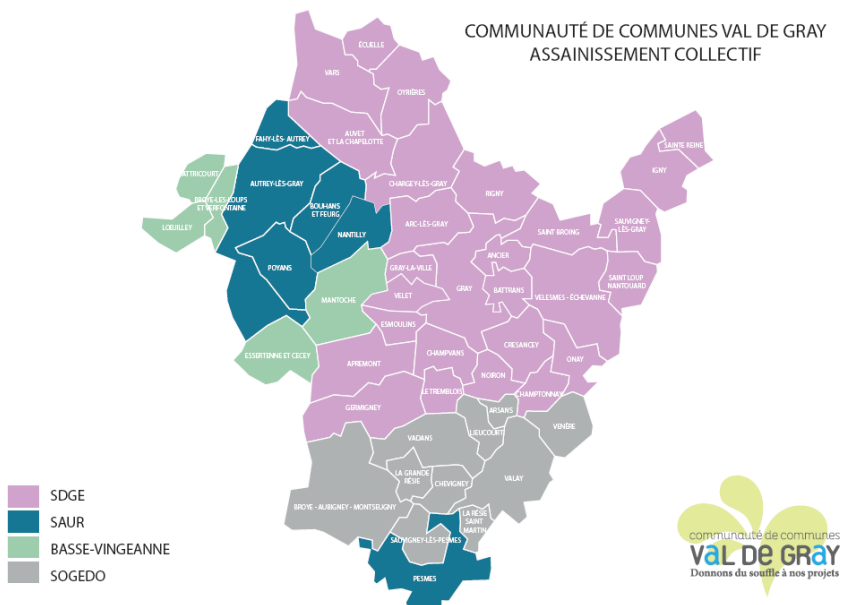 COMMUNAUTÉ DE COMMUNES VAL DE GRAY
ASSAINISSEMENT COLLECTIF
ÉCUELLE
VARS
OYRIÈRES
FAHY-LÈS- AUTREY
AUVET
ET LA CHAPELOTTE
SAINTE REINE
IGNY
ATTRICOURT
AUTREY-LÈS-GRAY
CHARGEY-LÈS-GRAY
RIGNY
BROYE-LES-LOUPS
ET VERFONTAINE
BOUHANS
ET FEURG
LŒUILLEY
NANTILLY
ARC-LÈS-GRAY
SAINT BROING
SAUVIGNEY-
LÈS-GRAY
ANCIER
POYANS
GRAY-LA-VILLE
GRAY
BATTRANS
SAINT LOUP
NANTOUARD
MANTOCHE
VELET
VELESMES - ÉCHEVANNE
ESMOULINS
ESSERTENNE ET CECEY
APREMONT
CHAMPVANS
CRESANCEY
ONAY
NOIRON
LE TREMBLOIS
CHAMPTONNAY
GERMIGNEY
ARSANS
VENÈRE
VADANS
LIEUCOURT
LA GRANDE
RÉSIE
CHEVIGNEY
VALAY
BROYE - AUBIGNEY - MONTSEUGNY
LA RÉSIE
SAINT
MARTIN
SAUVIGNEY-LÈS-PESMES
PESMES
SDGE
SAUR
BASSE-VINGEANNE
SOGEDO
communauté de communes
VAL DE GRAY
Donnons du souffle à nos projets